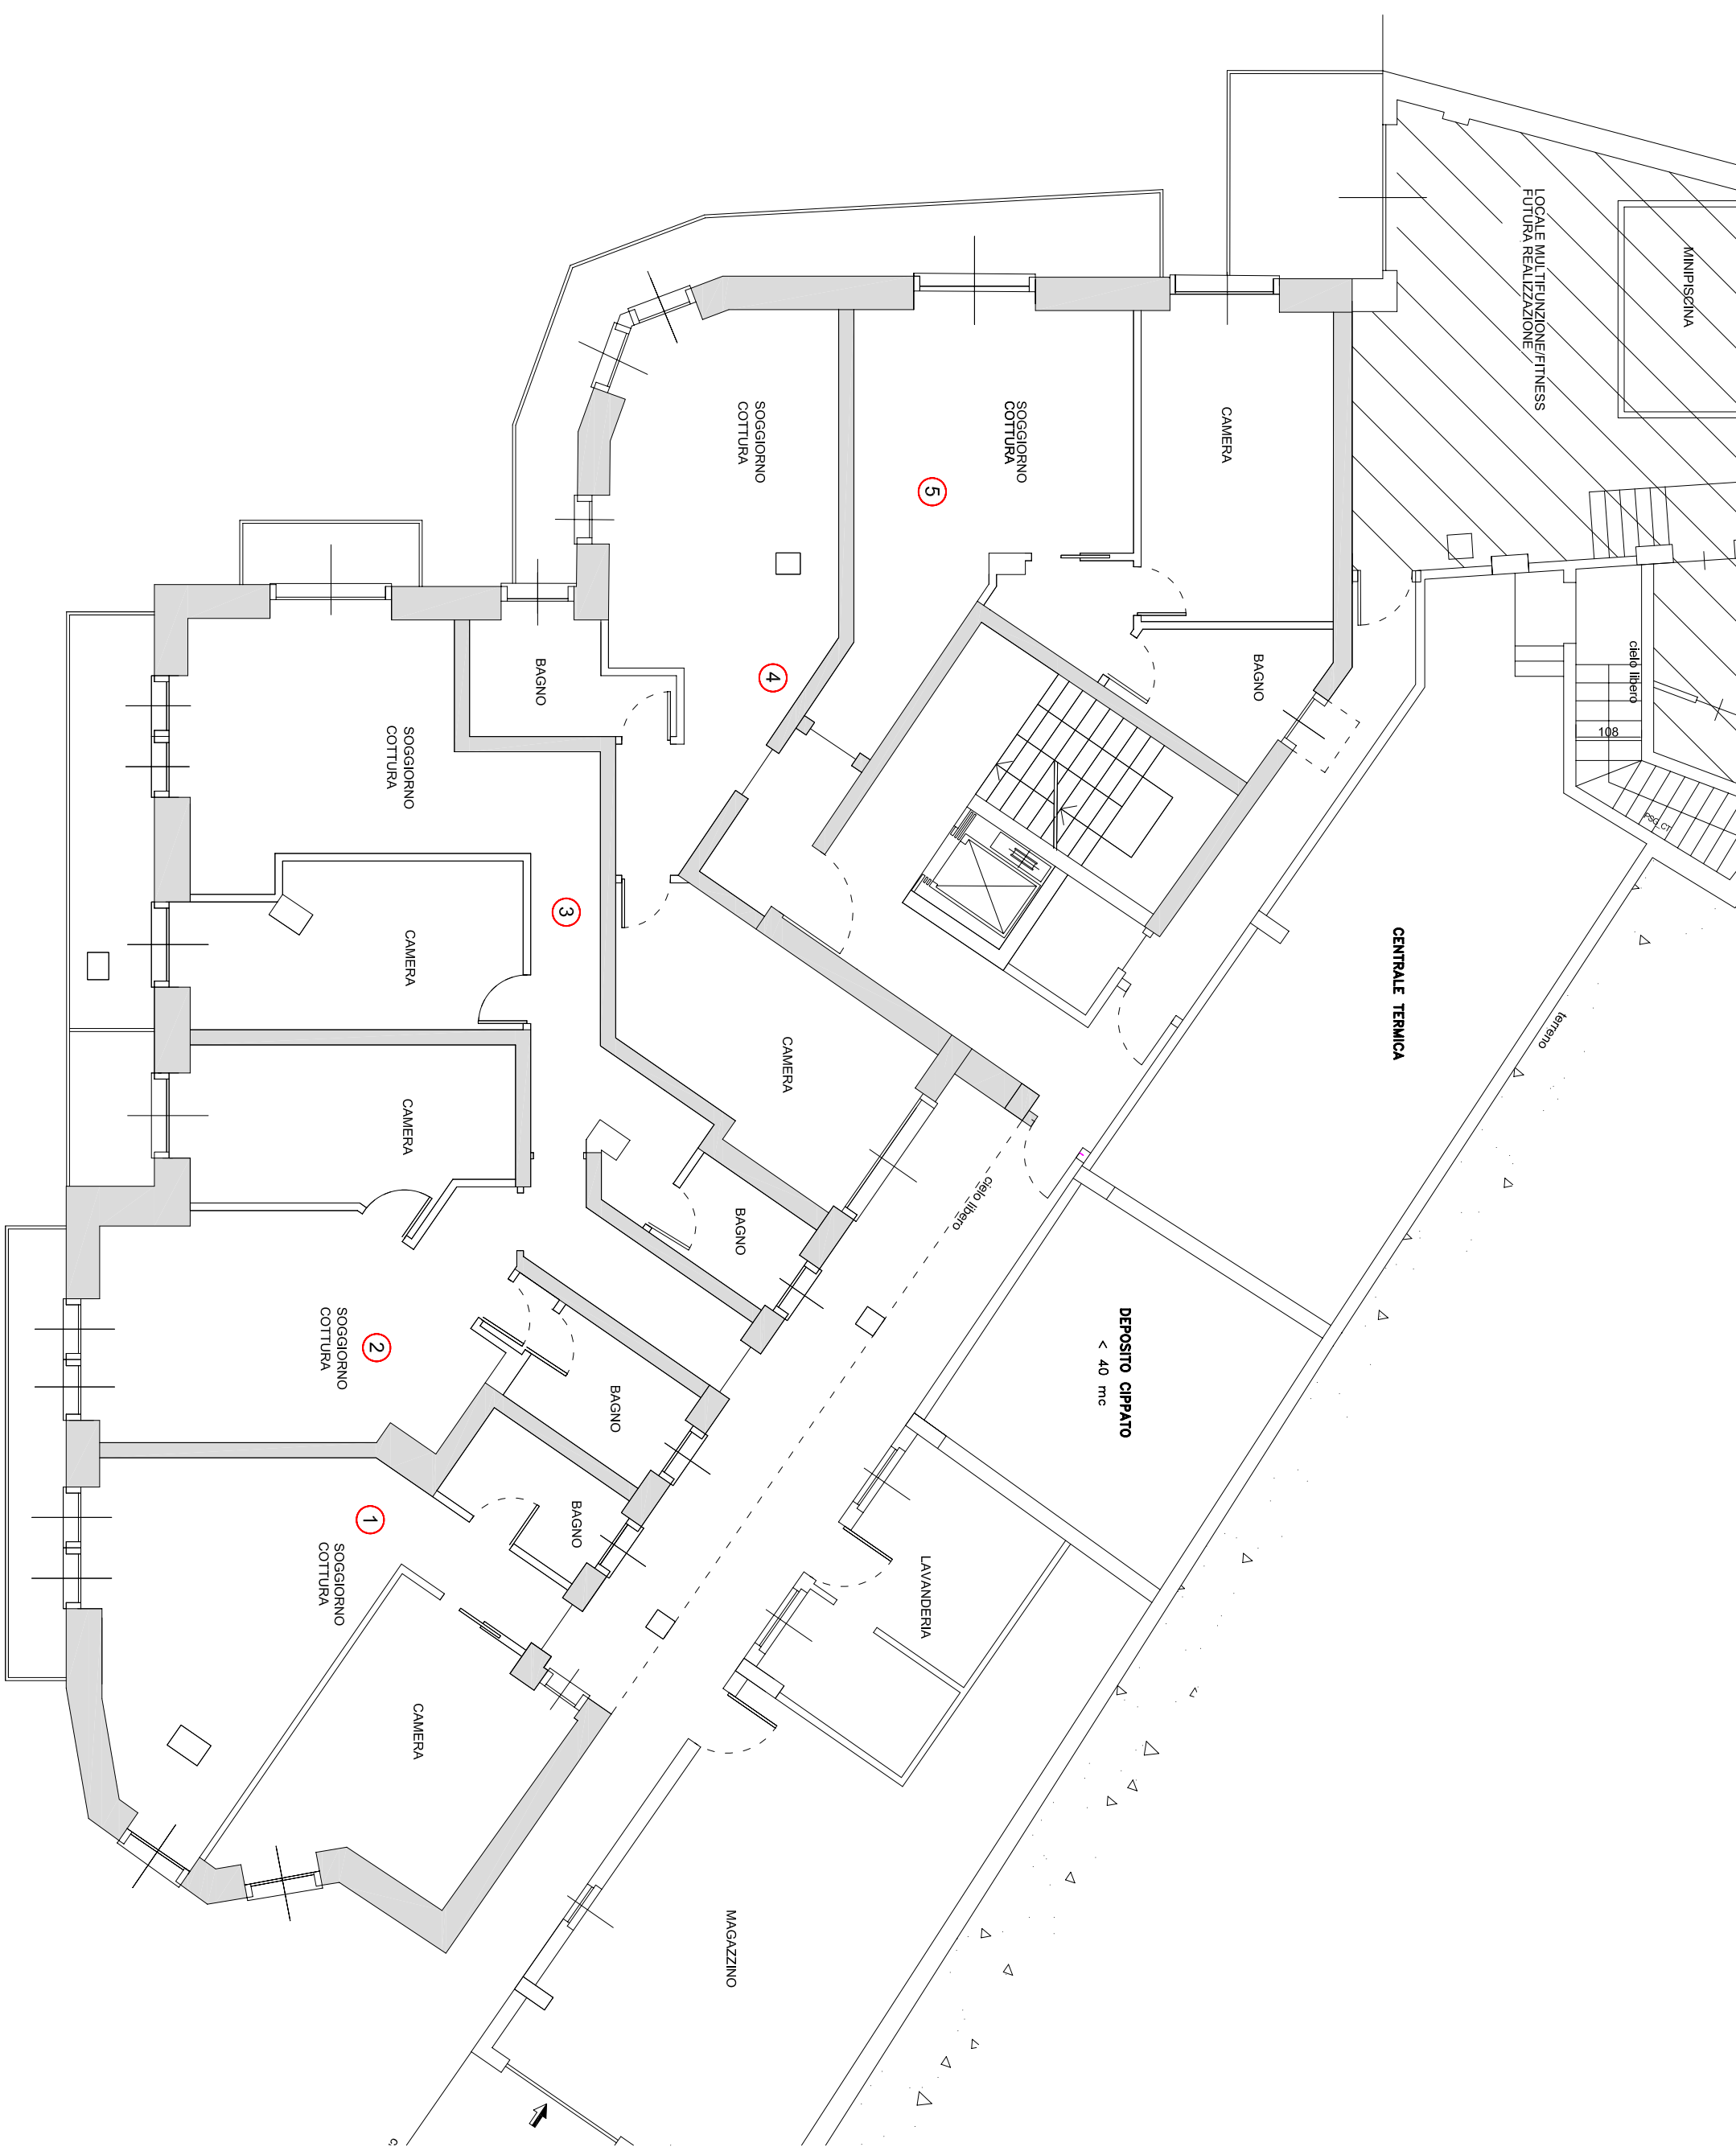 LOCALE MULTIFUNZIONE/FITNESS
FUTURA REALIZZAZIONE
MINIPISCINA
cielo libero
108
PSG_CT
CAMERA
SOGGIORNO
COTTURA
5
BAGNO
SOGGIORNO
COTTURA
4
BAGNO
CAMERA
SOGGIORNO
COTTURA
3
CAMERA
BAGNO
CAMERA
SOGGIORNO
COTTURA
2
BAGNO
SOGGIORNO
COTTURA
1
BAGNO
CAMERA
CENTRALE TERMICA
terreno
cielo libero
DEPOSITO CIPPATO
< 40 mc
LAVANDERIA
MAGAZZINO